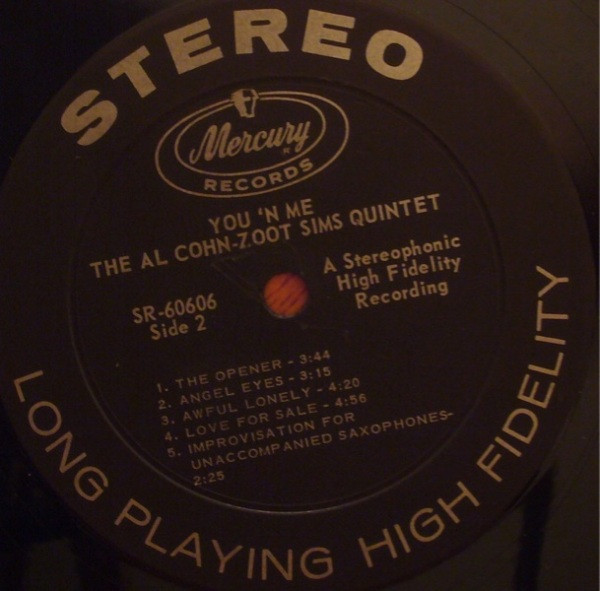 STEREO
Mercury
RECORDS
YOU 'N ME
THE AL COHN-ZOOT SIMS QUINTET
SR-60606
Side 2
A Stereophonic
High Fidelity
Recording
1. THE OPENER - 3:44
2. ANGEL EYES - 3:15
3. AWFUL LONELY - 4:20
4. LOVE FOR SALE - 4:56
5. IMPROVISATION FOR
UNACCOMPANIED SAXOPHONES-
2:25
LONG PLAYING HIGH FIDELITY